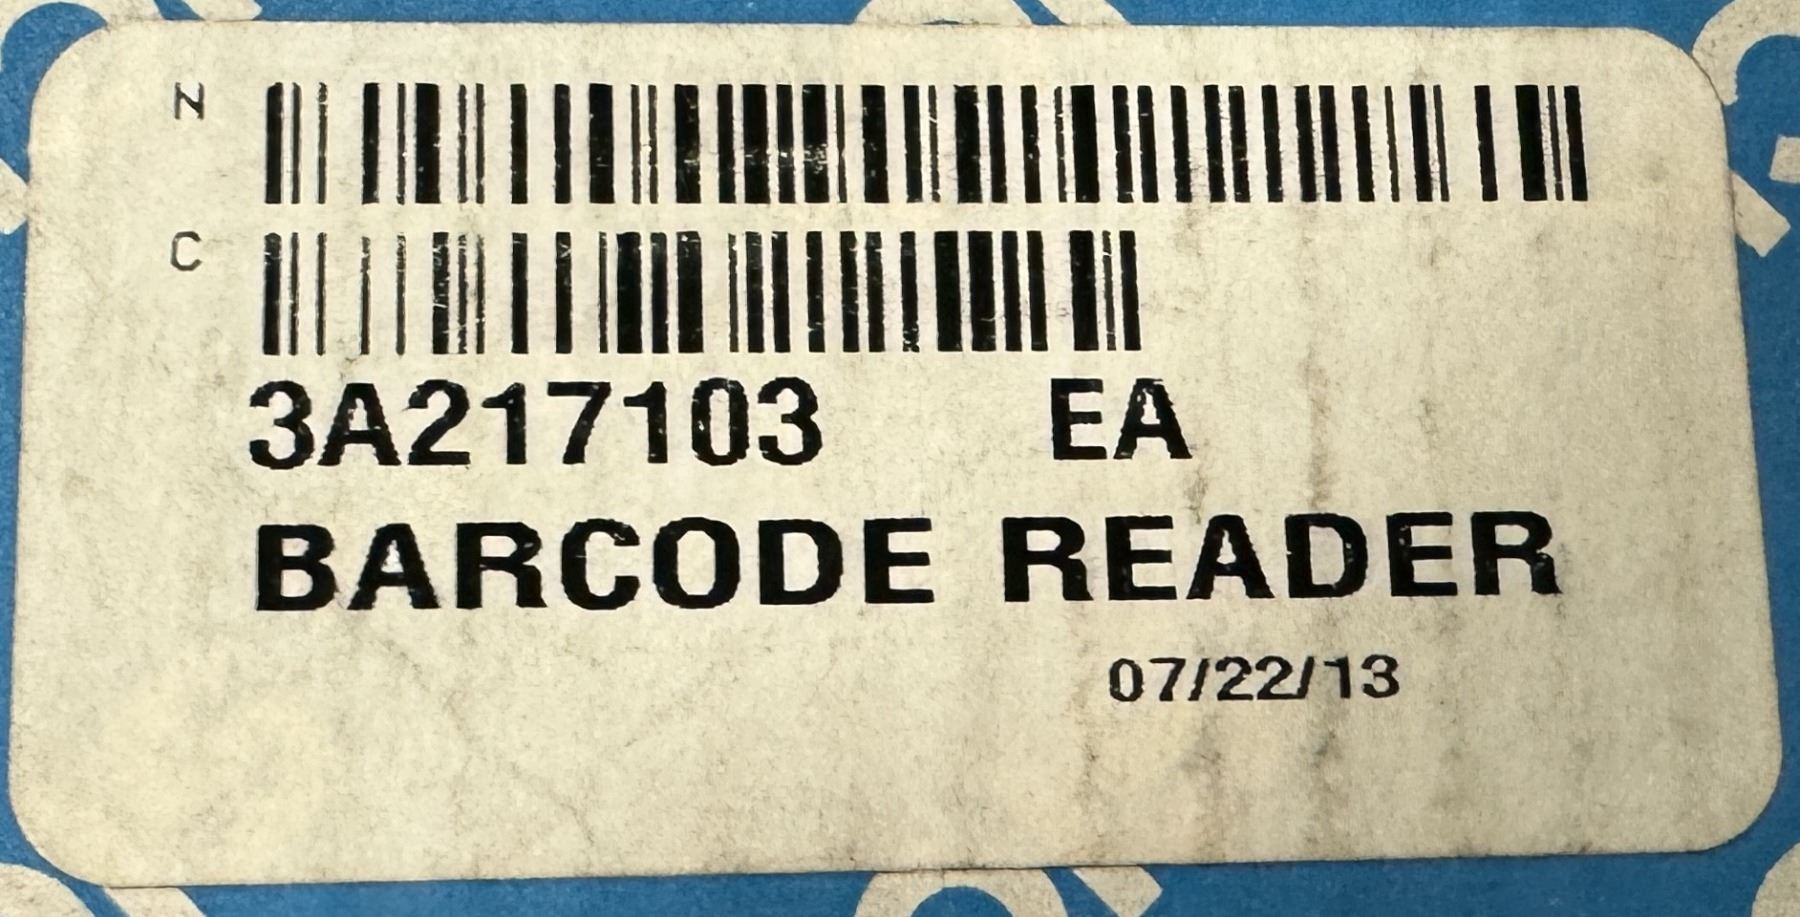 N
C
3A217103 EA
BARCODE READER
07/22/13